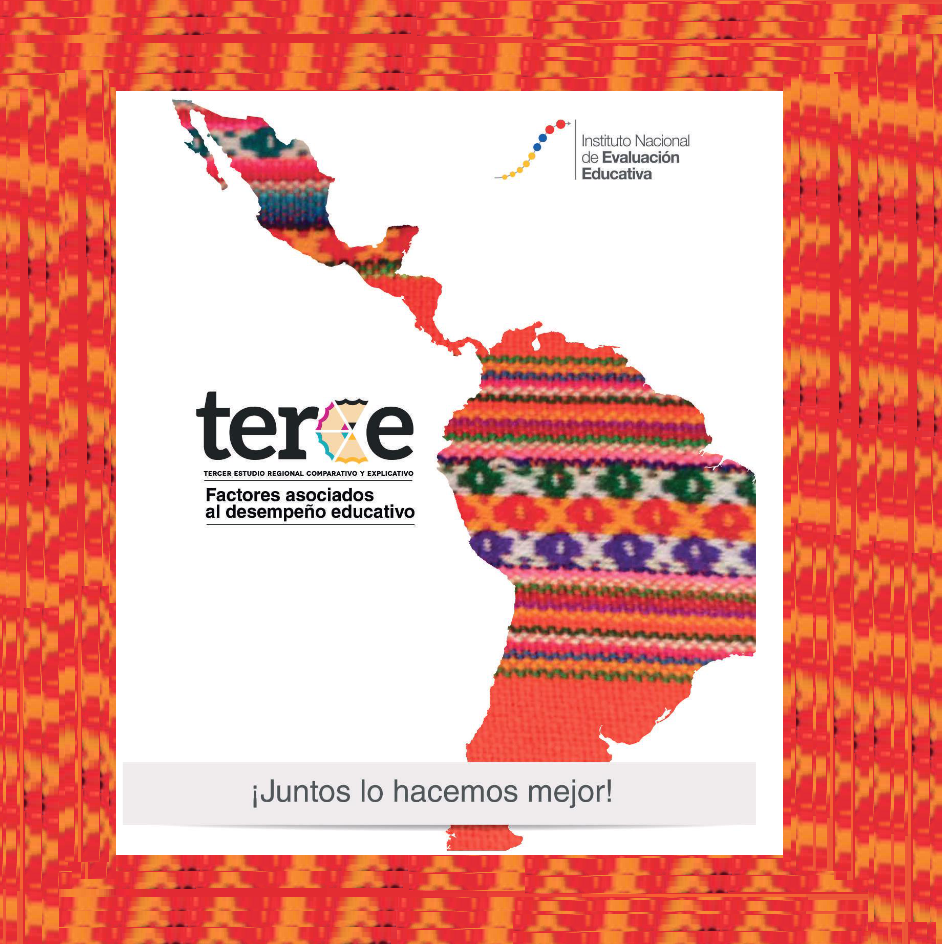 Instituto Nacional
de Evaluación
Educativa
terce
TERCER ESTUDIO REGIONAL COMPARATIVO Y EXPLICATIVO
Factores asociados
al desempeño educativo
¡Juntos lo hacemos mejor!